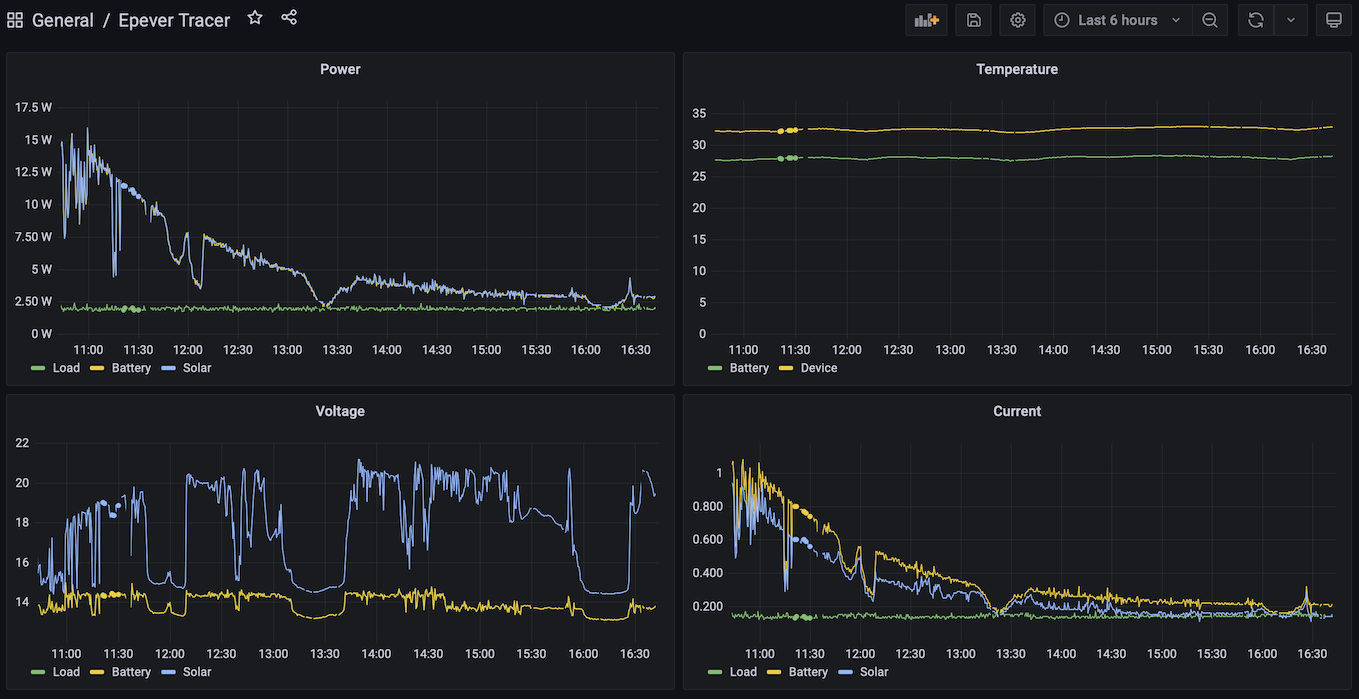 General / Epever Tracer
Last 6 hours
Power
17.5 W
15 W
12.5 W
10 W
7.50 W
5 W
2.50 W
0 W
11:00 11:30 12:00 12:30 13:00 13:30 14:00 14:30 15:00 15:30 16:00 16:30
Load Battery Solar
Temperature
35
30
25
20
15
10
5
0
11:00 11:30 12:00 12:30 13:00 13:30 14:00 14:30 15:00 15:30 16:00 16:30
Battery Device
Voltage
22
20
18
16
14
11:00 11:30 12:00 12:30 13:00 13:30 14:00 14:30 15:00 15:30 16:00 16:30
Load Battery Solar
Current
1
0.800
0.600
0.400
0.200
11:00 11:30 12:00 12:30 13:00 13:30 14:00 14:30 15:00 15:30 16:00 16:30
Load Battery Solar